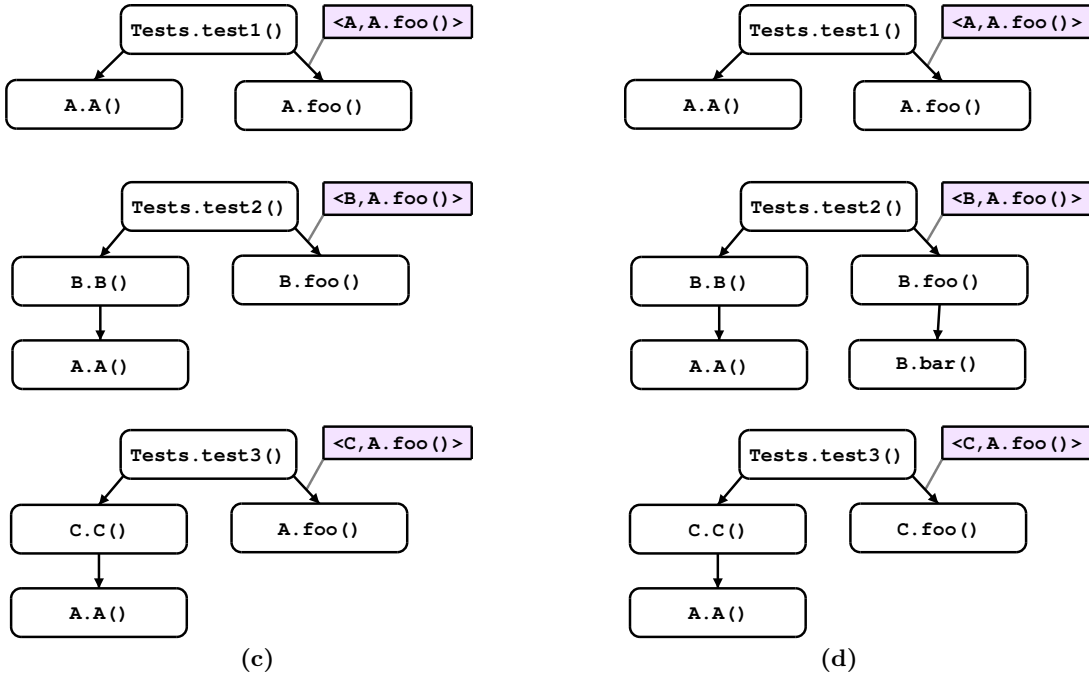 Tests.test1()
<A,A.foo()>
A.A()
A.foo()
Tests.test2()
<B,A.foo()>
B.B()
B.foo()
A.A()
Tests.test3()
<C,A.foo()>
C.C()
A.foo()
A.A()
(c)
Tests.test1()
<A,A.foo()>
A.A()
A.foo()
Tests.test2()
<B,A.foo()>
B.B()
B.foo()
A.A()
B.bar()
Tests.test3()
<C,A.foo()>
C.C()
C.foo()
A.A()
(d)